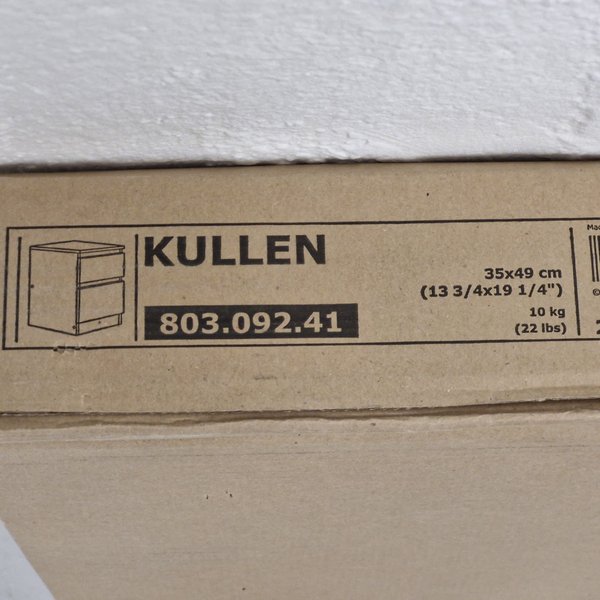 KULLEN
803.092.41
35x49 cm
(13 3/4x19 1/4")
10 kg
(22 lbs)
©